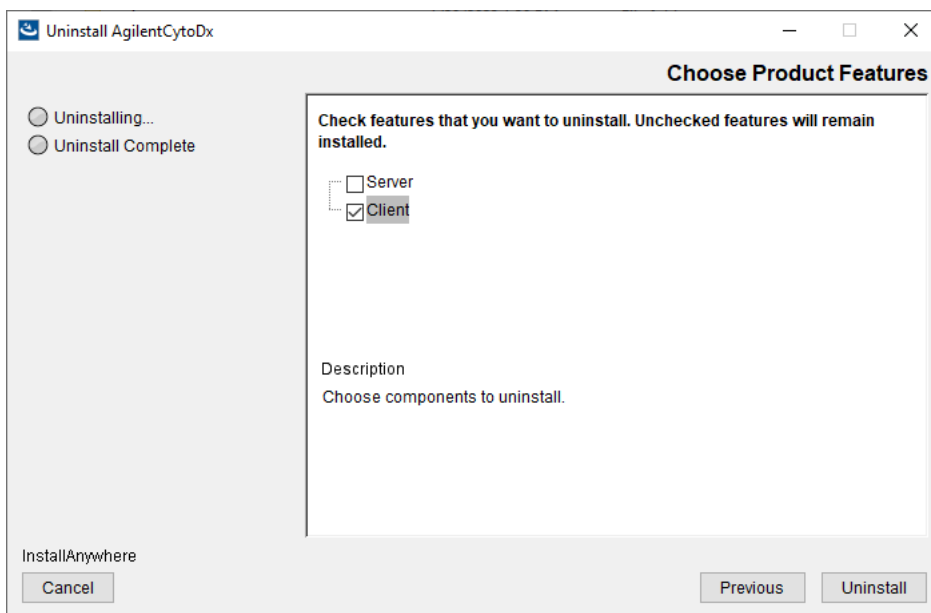 Uninstall AgilentCytoDx
Choose Product Features
Uninstalling...
Uninstall Complete
Check features that you want to uninstall. Unchecked features will remain
installed.
Server
Client
Description
Choose components to uninstall.
InstallAnywhere
Cancel
Previous
Uninstall